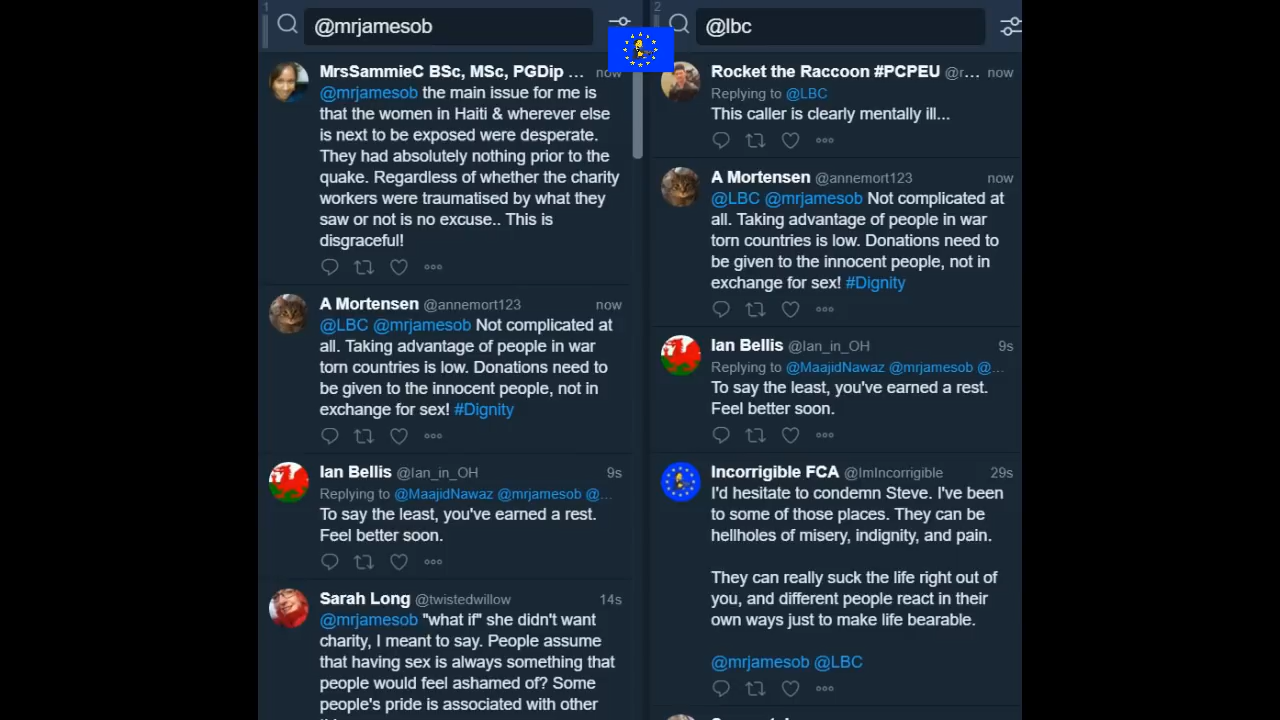 1
@mrjamesob
MrsSammieC BSc, MSc, PGDip ... now
@mrjamesob the main issue for me is
that the women in Haiti & wherever else
is next to be exposed were desperate.
They had absolutely nothing prior to the
quake. Regardless of whether the charity
workers were traumatised by what they
saw or not is no excuse.. This is
disgraceful!
A Mortensen @annemort123 now
@LBC @mrjamesob Not complicated at
all. Taking advantage of people in war
torn countries is low. Donations need to
be given to the innocent people, not in
exchange for sex! #Dignity
Ian Bellis @Ian_in_OH 9s
Replying to @MaajidNawaz @mrjamesob @...
To say the least, you've earned a rest.
Feel better soon.
Sarah Long @twistedwillow 14s
@mrjamesob "what if" she didn't want
charity, I meant to say. People assume
that having sex is always something that
people would feel ashamed of? Some
people's pride is associated with other
2
@lbc
Rocket the Raccoon #PCPEU @r... now
Replying to @LBC
This caller is clearly mentally ill...
A Mortensen @annemort123 now
@LBC @mrjamesob Not complicated at
all. Taking advantage of people in war
torn countries is low. Donations need to
be given to the innocent people, not in
exchange for sex! #Dignity
Ian Bellis @Ian_in_OH 9s
Replying to @MaajidNawaz @mrjamesob @...
To say the least, you've earned a rest.
Feel better soon.
Incorrigible FCA @ImIncorrigible 29s
I'd hesitate to condemn Steve. I've been
to some of those places. They can be
hellholes of misery, indignity, and pain.
They can really suck the life right out of
you, and different people react in their
own ways just to make life bearable.
@mrjamesob @LBC